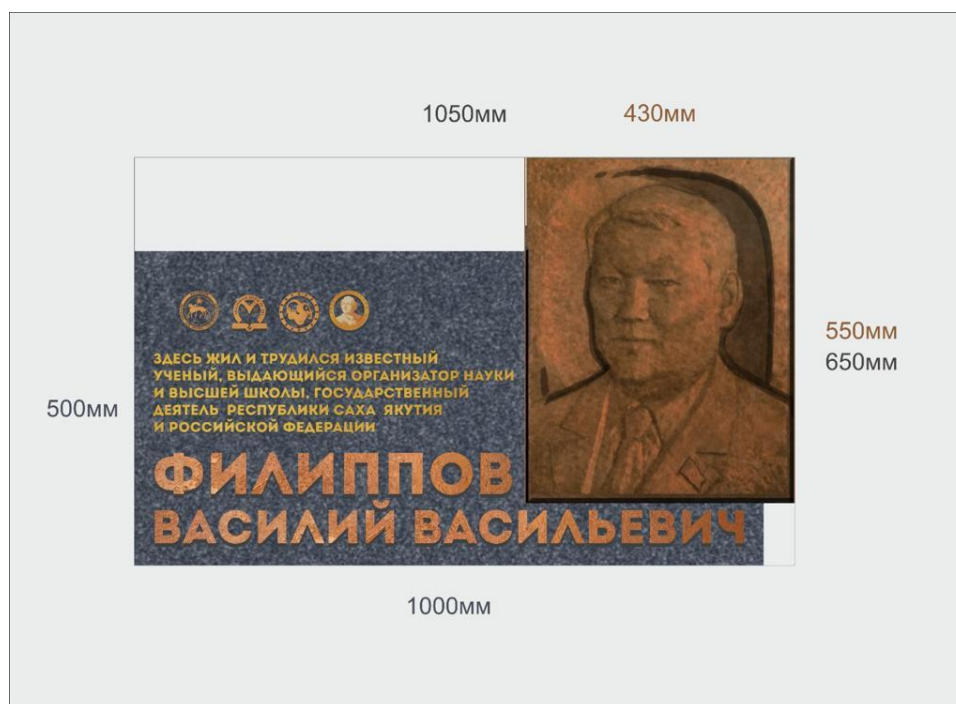 1050мм 430мм
ЗДЕСЬ ЖИЛ И ТРУДИЛСЯ ИЗВЕСТНЫЙ
УЧЕНЫЙ, ВЫДАЮЩИЙСЯ ОРГАНИЗАТОР НАУКИ
И ВЫСШЕЙ ШКОЛЫ, ГОСУДАРСТВЕННЫЙ
ДЕЯТЕЛЬ РЕСПУБЛИКИ САХА ЯКУТИЯ
И РОССИЙСКОЙ ФЕДЕРАЦИИ
ФИЛИППОВ
ВАСИЛИЙ ВАСИЛЬЕВИЧ
550мм
650мм
500мм
1000мм